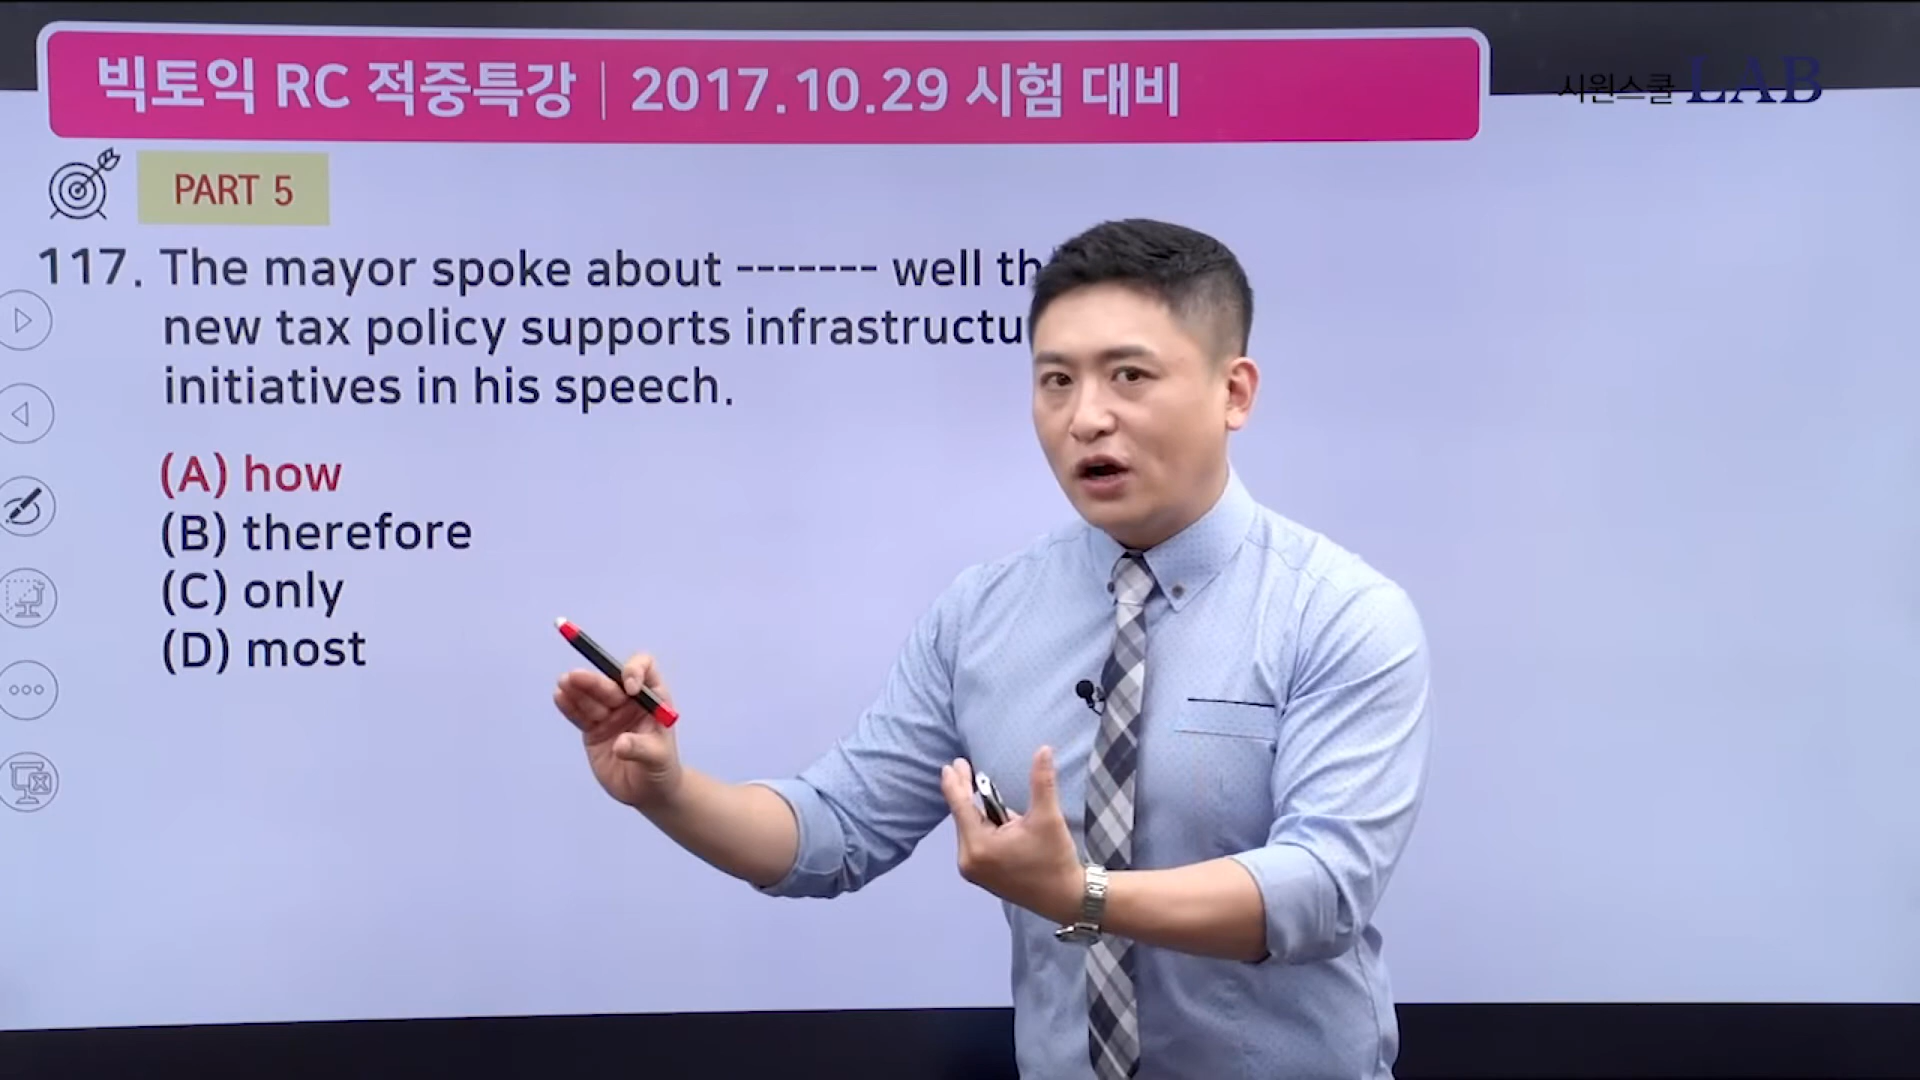 빅토익 RC 적중특강 | 2017.10.29 시험 대비
시원스쿨 LAB
PART 5
117. The mayor spoke about ------- well
new tax policy supports
initiatives in his speech.
(A) how
(B) therefore
(C) only
(D) most